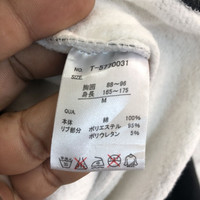 NO. T-8770031
SIZE.
胸囲 88~96
身長 165~175
M
QUA.
本体 綿 100%
リブ部分 ポリエステル 95%
ポリウレタン 5%